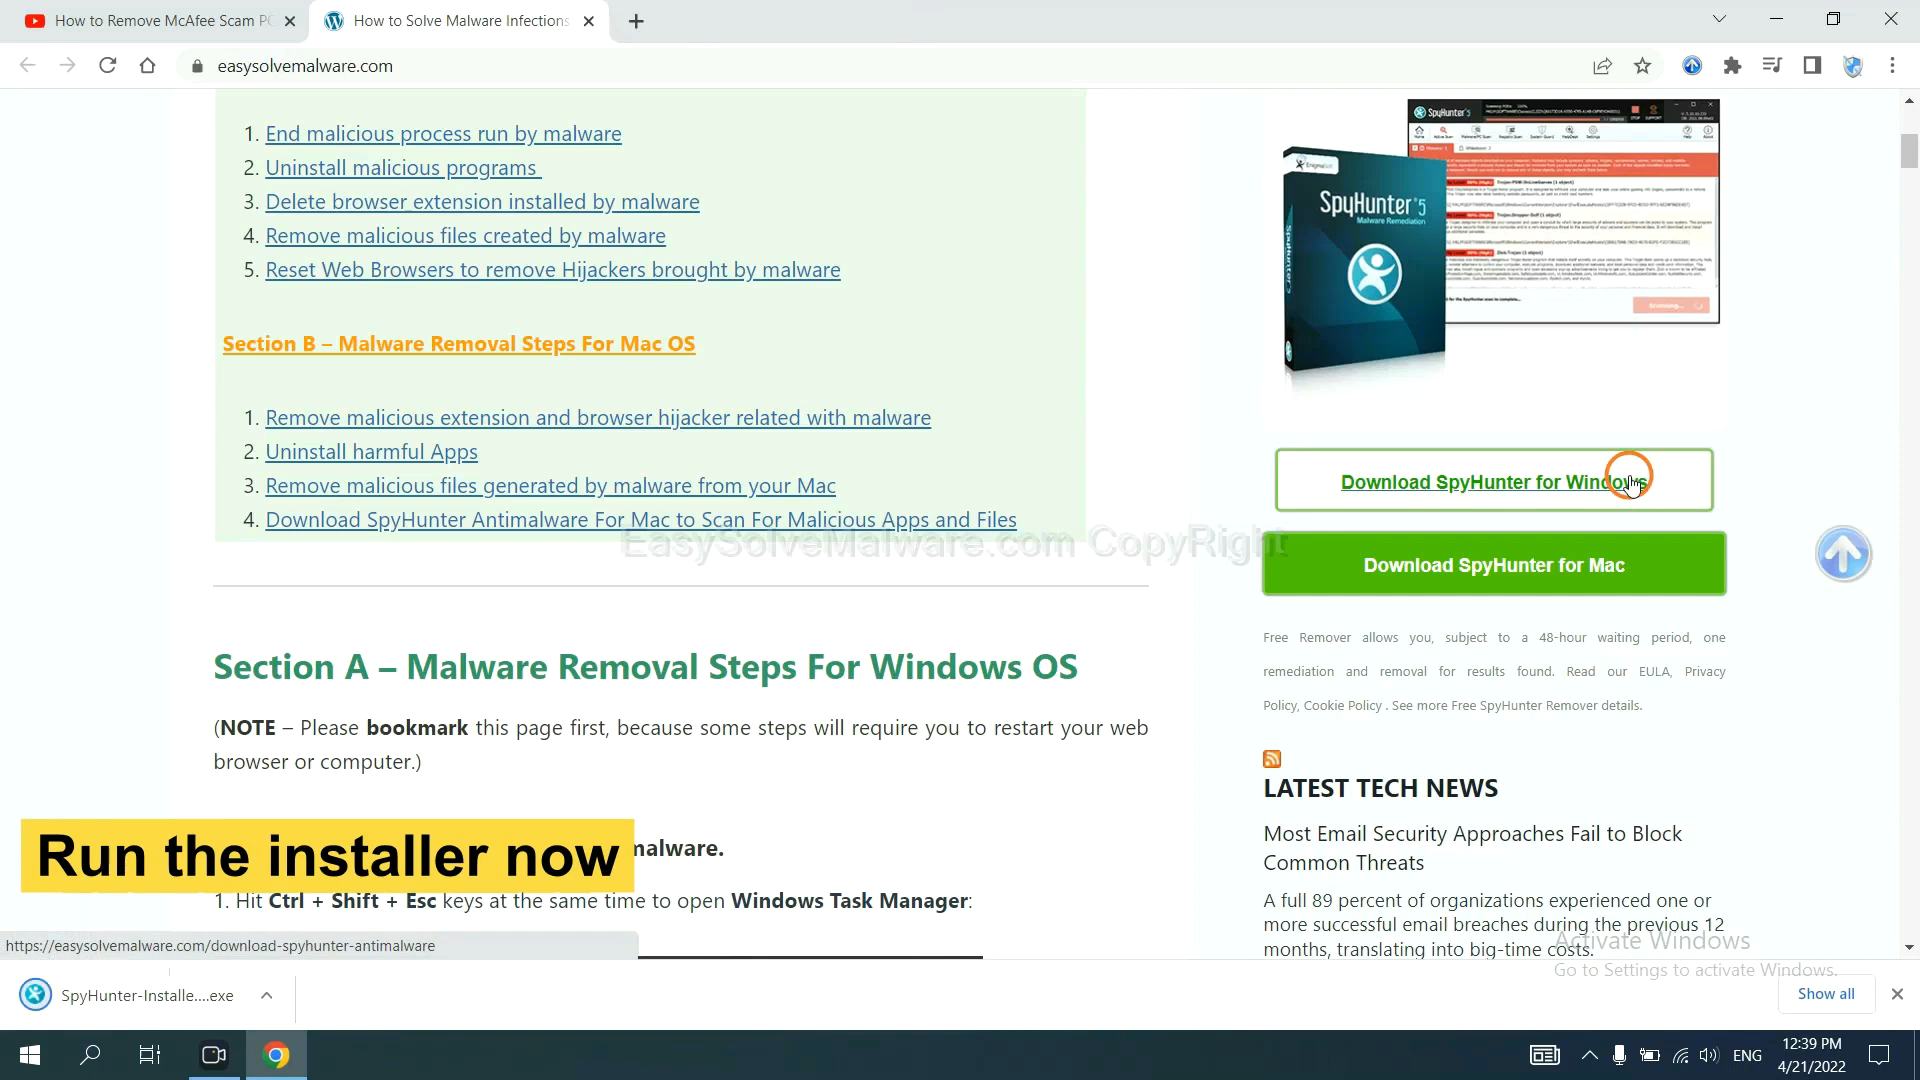 How to Remove McAfee Scam P
How to Solve Malware Infections
easysolvemalware.com
1. End malicious process run by malware
2. Uninstall malicious programs
3. Delete browser extension installed by malware
4. Remove malicious files created by malware
5. Reset Web Browsers to remove Hijackers brought by malware
Section B – Malware Removal Steps For Mac OS
1. Remove malicious extension and browser hijacker related with malware
2. Uninstall harmful Apps
3. Remove malicious files generated by malware from your Mac
4. Download SpyHunter Antimalware For Mac to Scan For Malicious Apps and Files
EasySolveMalware.com CopyRight
Section A – Malware Removal Steps For Windows OS
(NOTE – Please bookmark this page first, because some steps will require you to restart your web
browser or computer.)
Run the installer now
malware.
1. Hit Ctrl + Shift + Esc keys at the same time to open Windows Task Manager:
SpyHunter 5
EnigmaSoft
SpyHunter 5
Malware Remediation
SpyHunter 5
Download SpyHunter for Windows
Download SpyHunter for Mac
Free Remover allows you, subject to a 48-hour waiting period, one
remediation and removal for results found. Read our EULA, Privacy
Policy, Cookie Policy . See more Free SpyHunter Remover details.
LATEST TECH NEWS
Most Email Security Approaches Fail to Block
Common Threats
A full 89 percent of organizations experienced one or
more successful email breaches during the previous 12
months, translating into big-time costs.
Activate Windows
Go to Settings to activate Windows.
https://easysolvemalware.com/download-spyhunter-antimalware
SpyHunter-Installe....exe
Show all
ENG
12:39 PM
4/21/2022